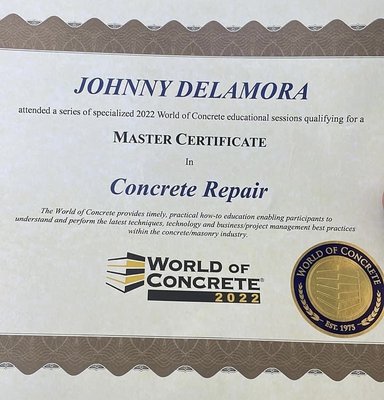 JOHNNY DELAMORA
attended a series of specialized 2022 World of Concrete educational sessions qualifying for a
MASTER CERTIFICATE
In
Concrete Repair
The World of Concrete provides timely, practical how-to education enabling participants to
understand and perform the latest techniques, technology and business/project management best practices
within the concrete/masonry industry.
WORLD OF
CONCRETE®
2022
WORLD OF CONCRETE
EST. 1975